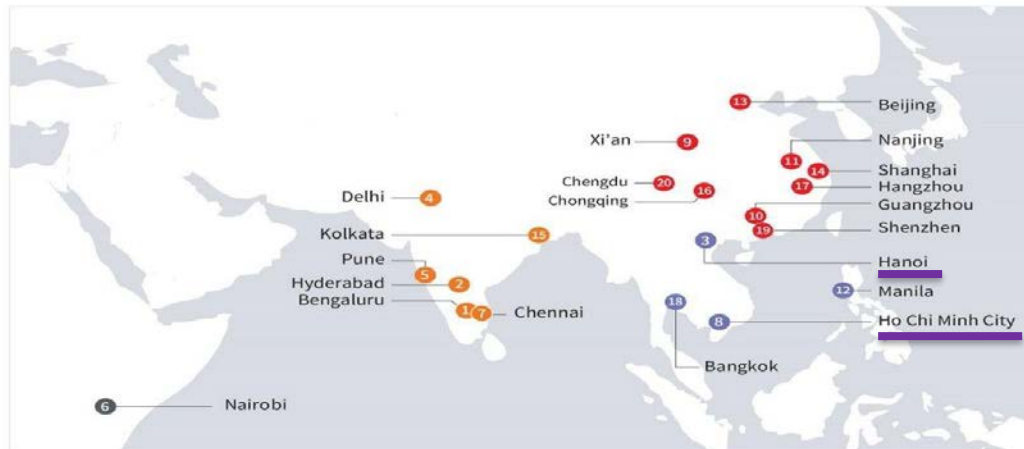 13
Beijing
Xi'an
9
Nanjing
11
Shanghai
14
Chengdu
20
Hangzhou
17
Chongqing
16
Delhi
4
Guangzhou
10
Shenzhen
19
Kolkata
15
3
Hanoi
Pune
5
Hyderabad
2
12
Manila
Bengaluru
1
7
Chennai
18
8
Ho Chi Minh City
Bangkok
6
Nairobi